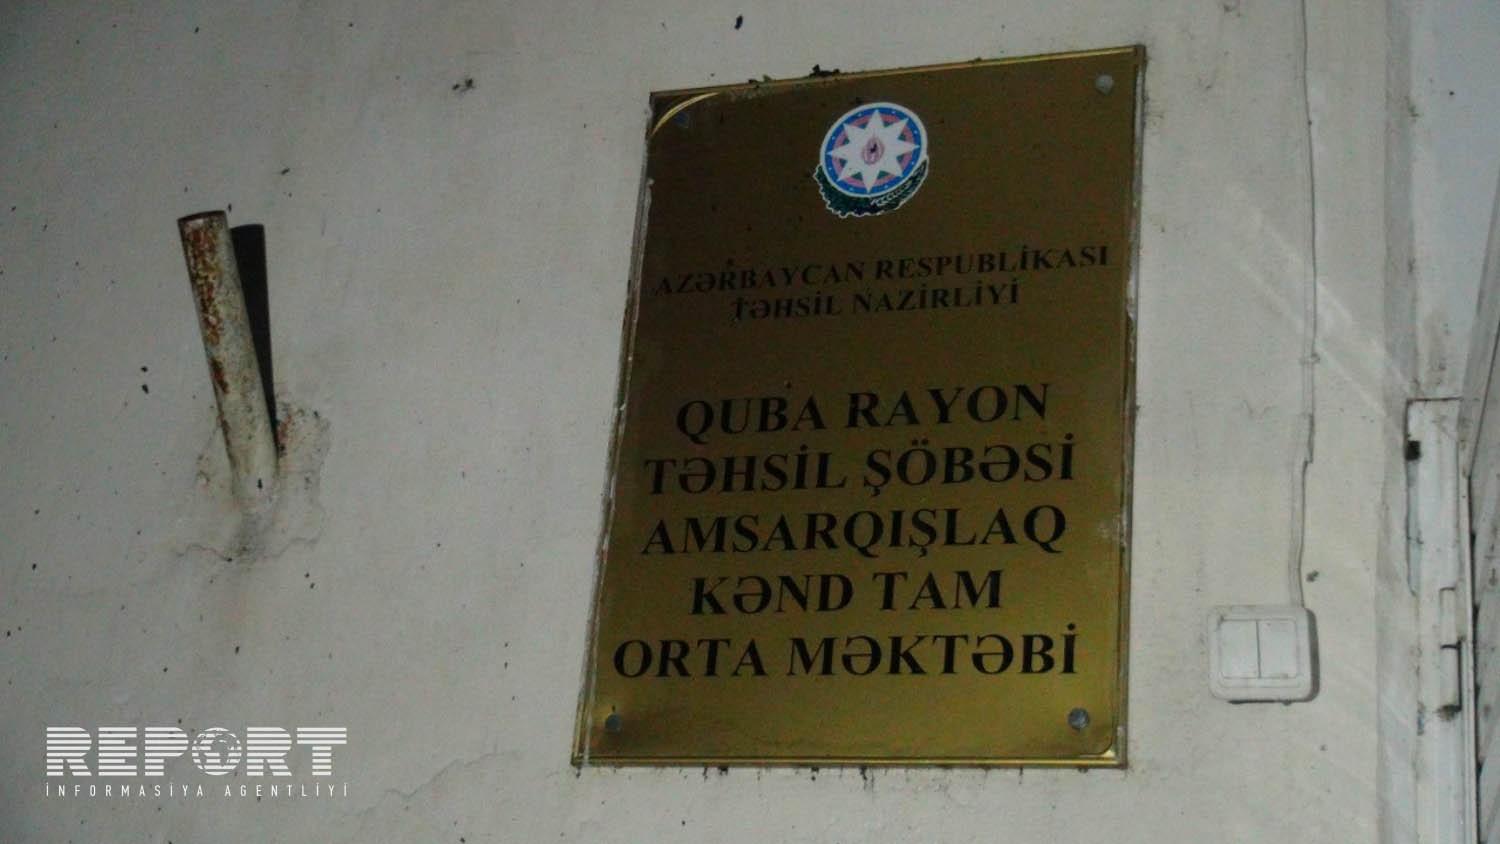 AZƏRBAYCAN RESPUBLİKASI
TƏHSİL NAZİRLİYİ
QUBA RAYON
TƏHSİL ŞÖBƏSİ
AMSARQIŞLAQ
KƏND TAM
ORTA MƏKTƏBİ
REPORT
İNFORMASİYA AGENTLİYİ